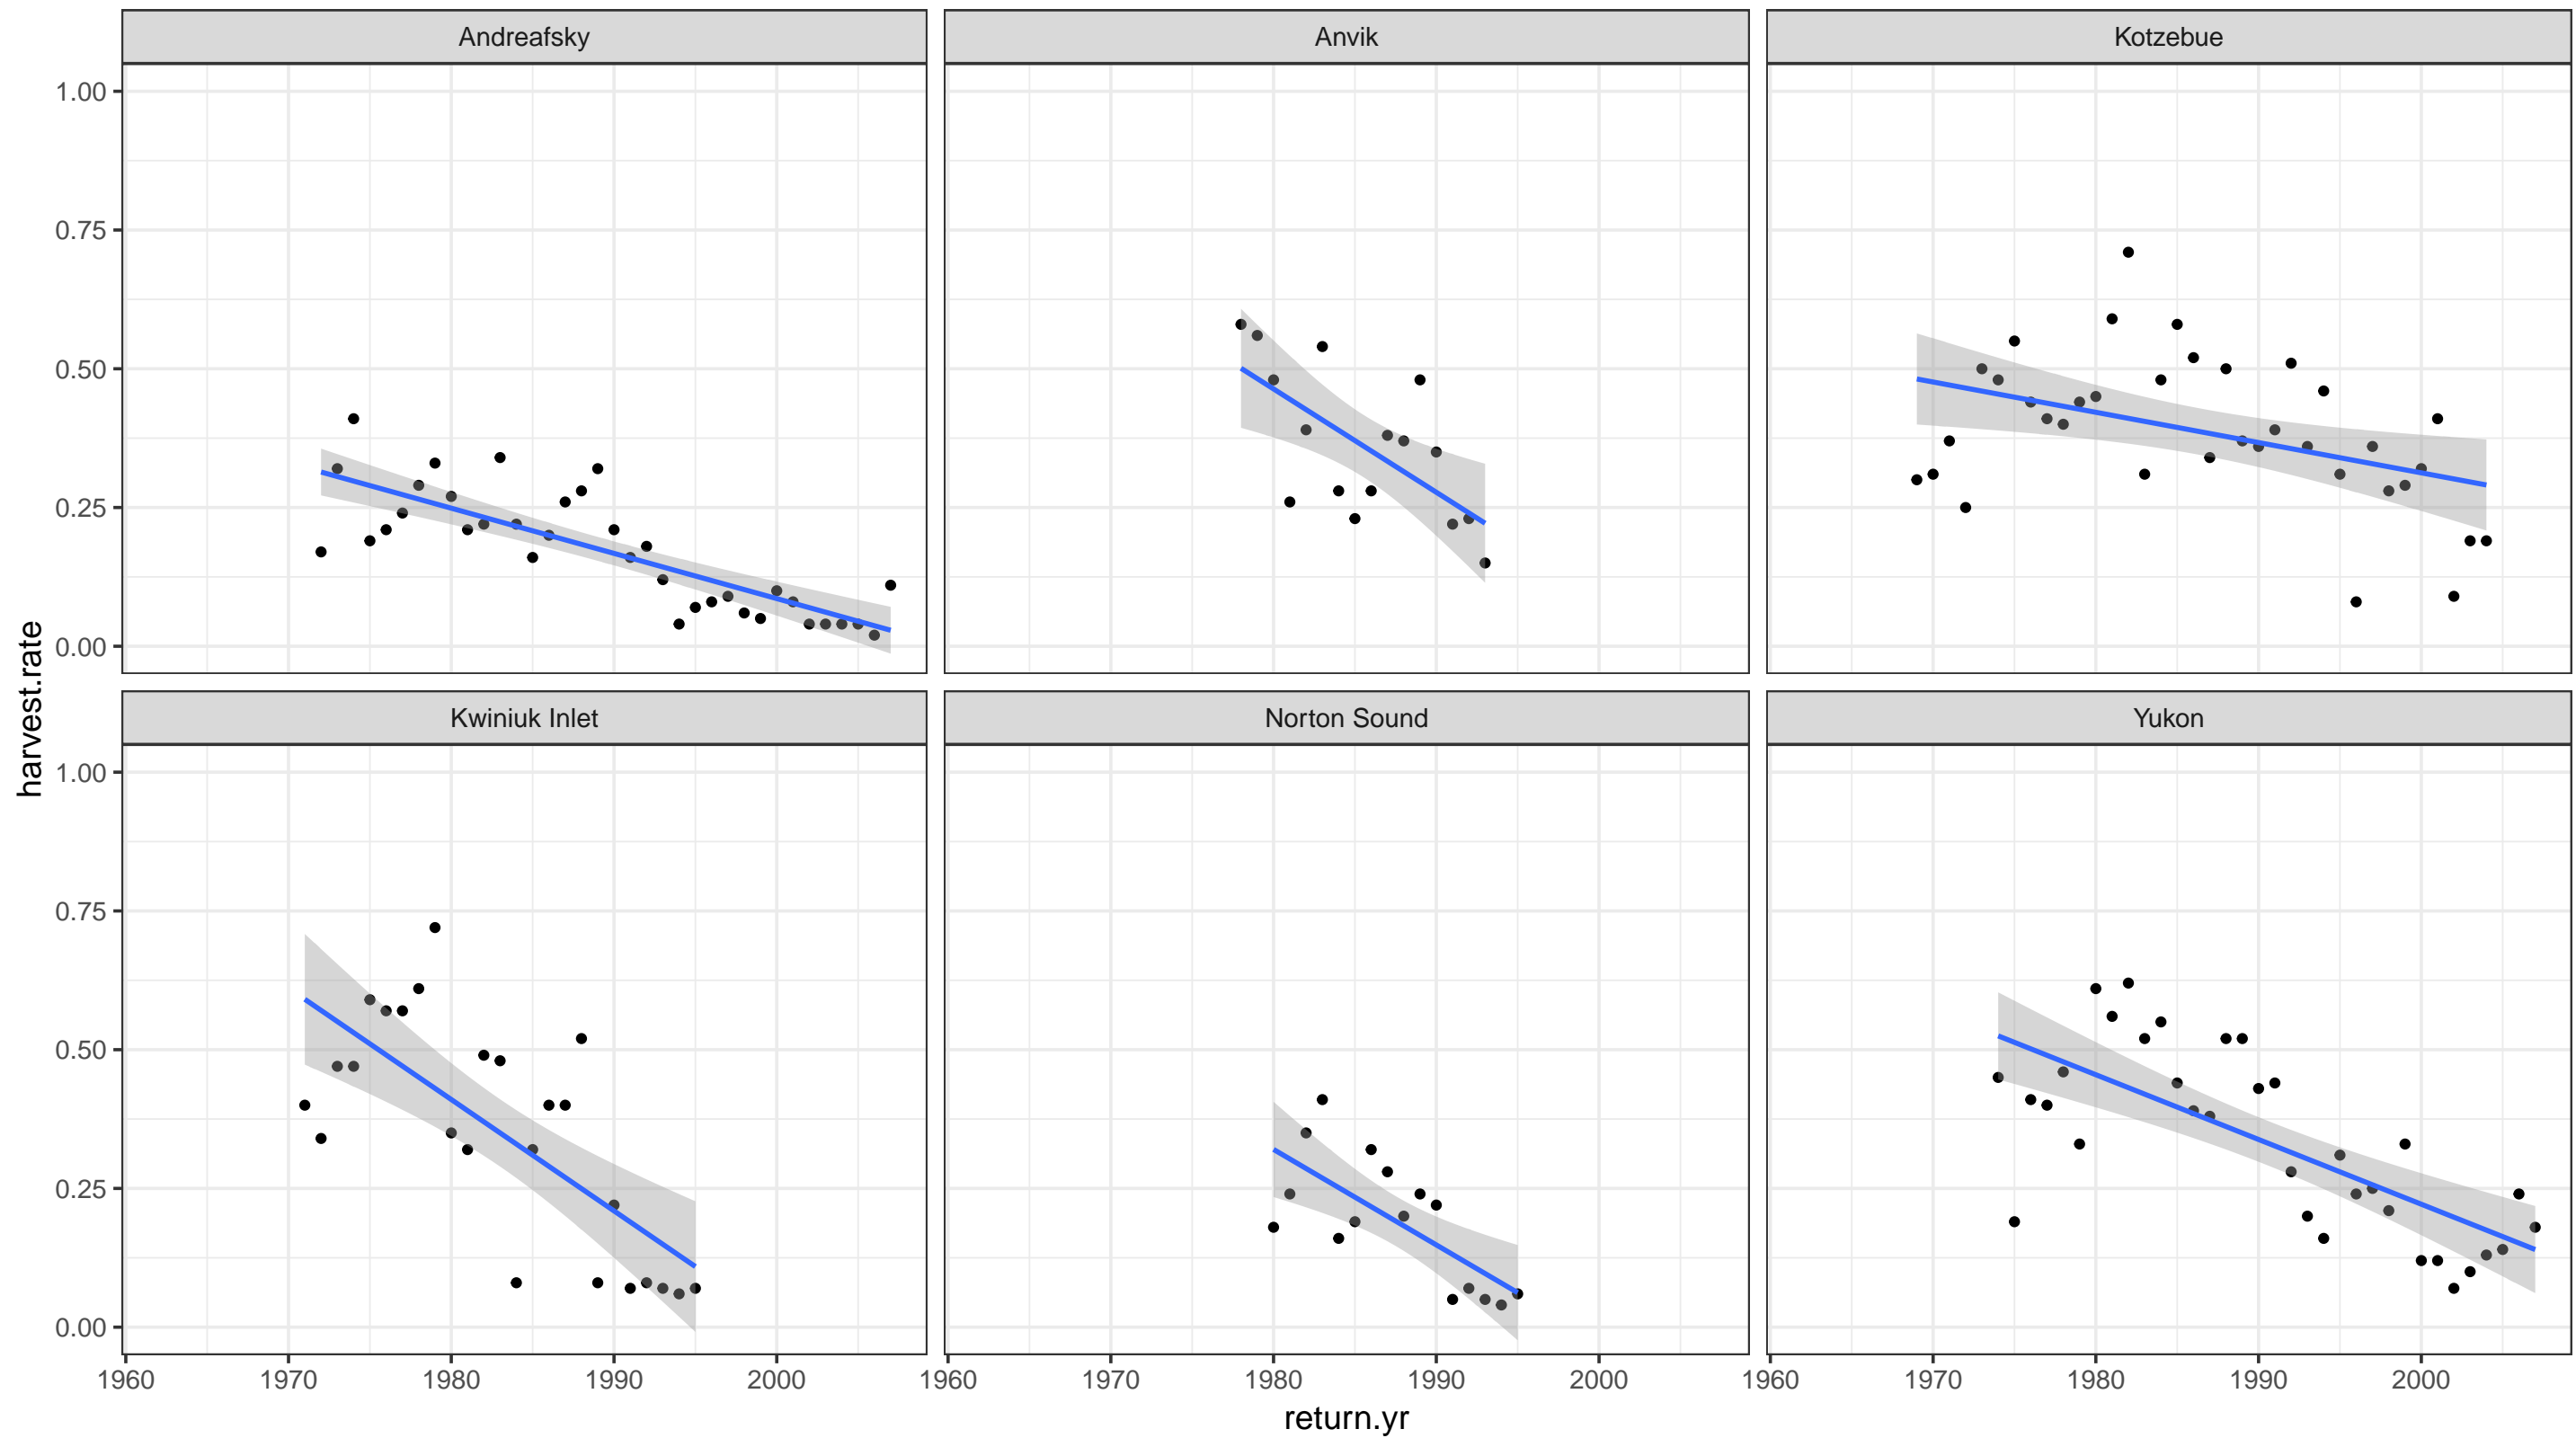 Andreafsky
Anvik
Kotzebue
1.00
0.75
0.50
0.25
0.00
Kwiniuk Inlet
Norton Sound
Yukon
1.00
0.75
0.50
0.25
0.00
harvest.rate
1960 1970 1980 1990 2000
1960 1970 1980 1990 2000
1960 1970 1980 1990 2000
return.yr